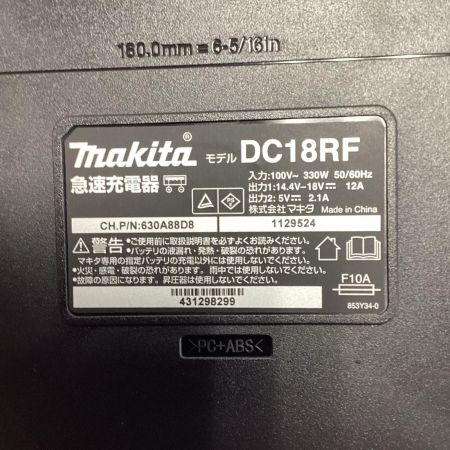 160.0mm = 6-5/16in
makita® モデル DC18RF
急速充電器
入力:100V~ 330W 50/60Hz
出力1:14.4V⎓18V⎓ 12A
出力2: 5V⎓ 2.1A
株式会社マキタ Made in China
CH.P/N:630A88D8 1129524
警告 •ご使用前に取扱説明書を必ずよくお読みください。
•バッテリの液漏れ・発熱・破裂の恐れがあります。
マキタ専用の指定バッテリの充電以外には使用しないでください。
•火災・感電・破裂の恐れあり。雨中では使用しないでください。
•故障の原因になります。昇圧器は使用しないでください。
431298299
F10A
853Y34-0
>PC+ABS<